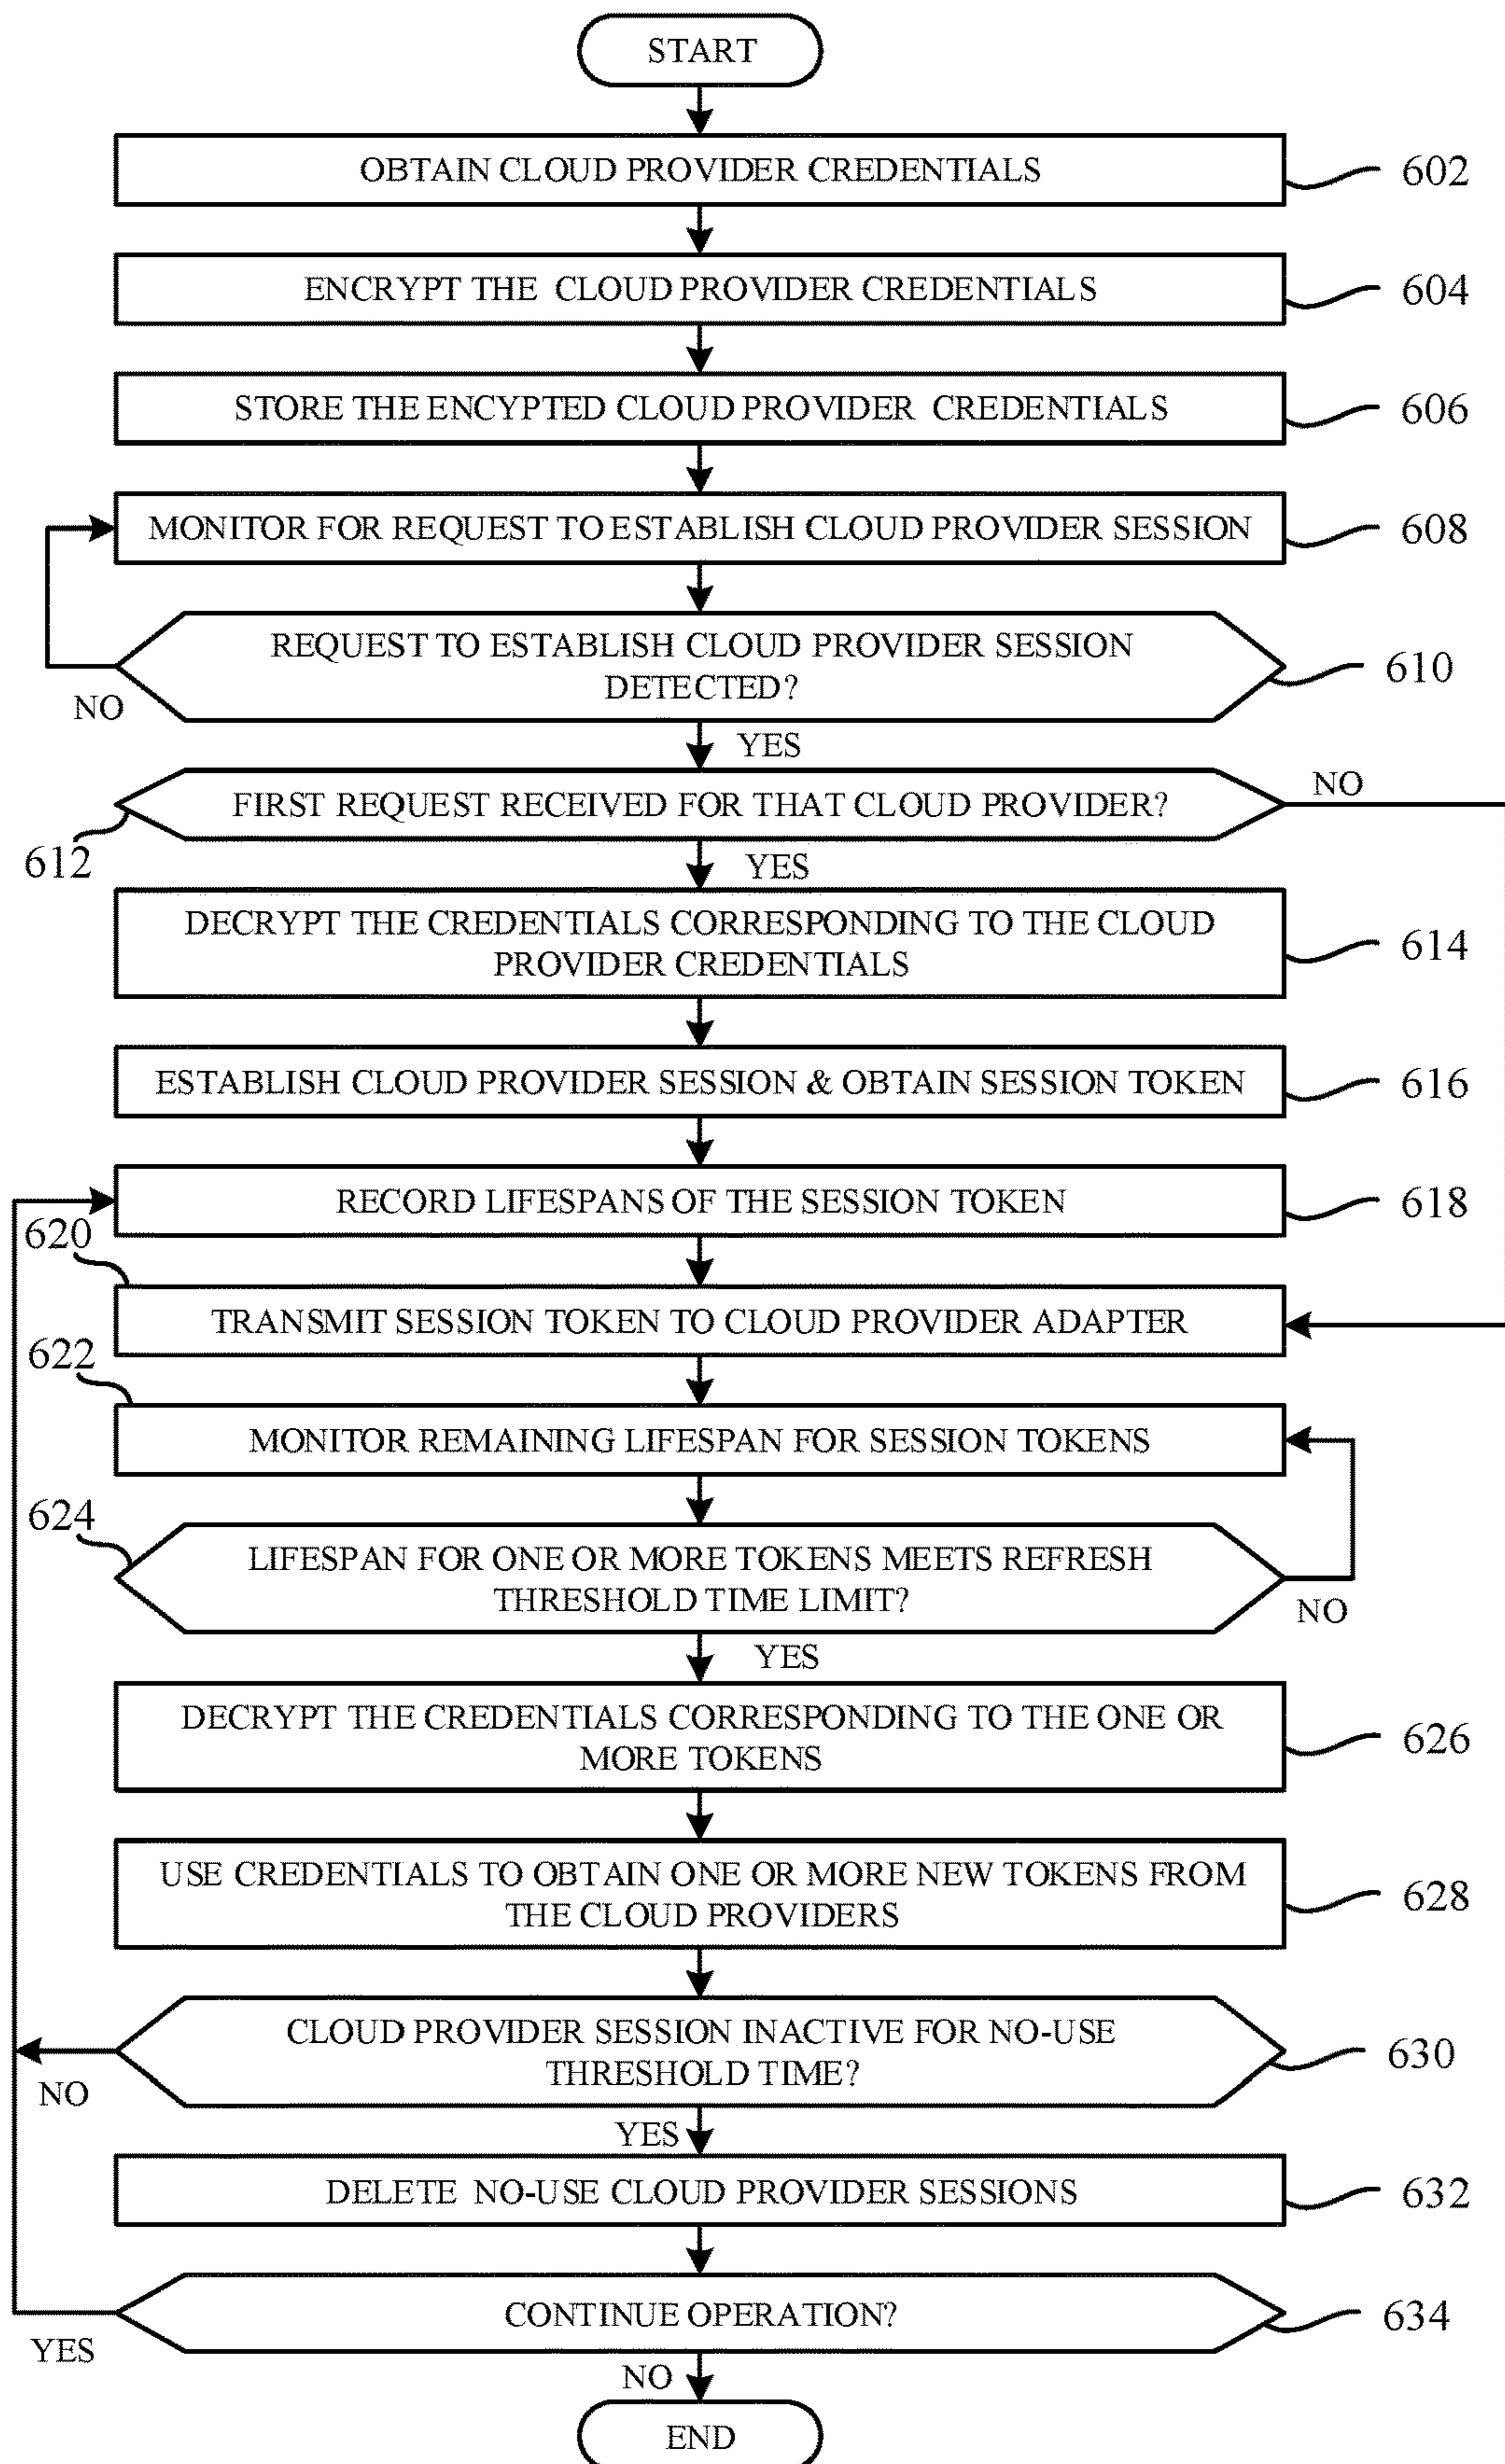 START
OBTAIN CLOUD PROVIDER CREDENTIALS
602
ENCRYPT THE CLOUD PROVIDER CREDENTIALS
604
STORE THE ENCYPTED CLOUD PROVIDER CREDENTIALS
606
MONITOR FOR REQUEST TO ESTABLISH CLOUD PROVIDER SESSION
608
REQUEST TO ESTABLISH CLOUD PROVIDER SESSION
DETECTED?
610
NO
YES
FIRST REQUEST RECEIVED FOR THAT CLOUD PROVIDER?
NO
612
YES
DECRYPT THE CREDENTIALS CORRESPONDING TO THE CLOUD
PROVIDER CREDENTIALS
614
ESTABLISH CLOUD PROVIDER SESSION & OBTAIN SESSION TOKEN
616
RECORD LIFESPANS OF THE SESSION TOKEN
618
620
TRANSMIT SESSION TOKEN TO CLOUD PROVIDER ADAPTER
622
MONITOR REMAINING LIFESPAN FOR SESSION TOKENS
624
LIFESPAN FOR ONE OR MORE TOKENS MEETS REFRESH
THRESHOLD TIME LIMIT?
NO
YES
DECRYPT THE CREDENTIALS CORRESPONDING TO THE ONE OR
MORE TOKENS
626
USE CREDENTIALS TO OBTAIN ONE OR MORE NEW TOKENS FROM
THE CLOUD PROVIDERS
628
CLOUD PROVIDER SESSION INACTIVE FOR NO-USE
THRESHOLD TIME?
630
NO
YES
DELETE NO-USE CLOUD PROVIDER SESSIONS
632
CONTINUE OPERATION?
634
YES
NO
END